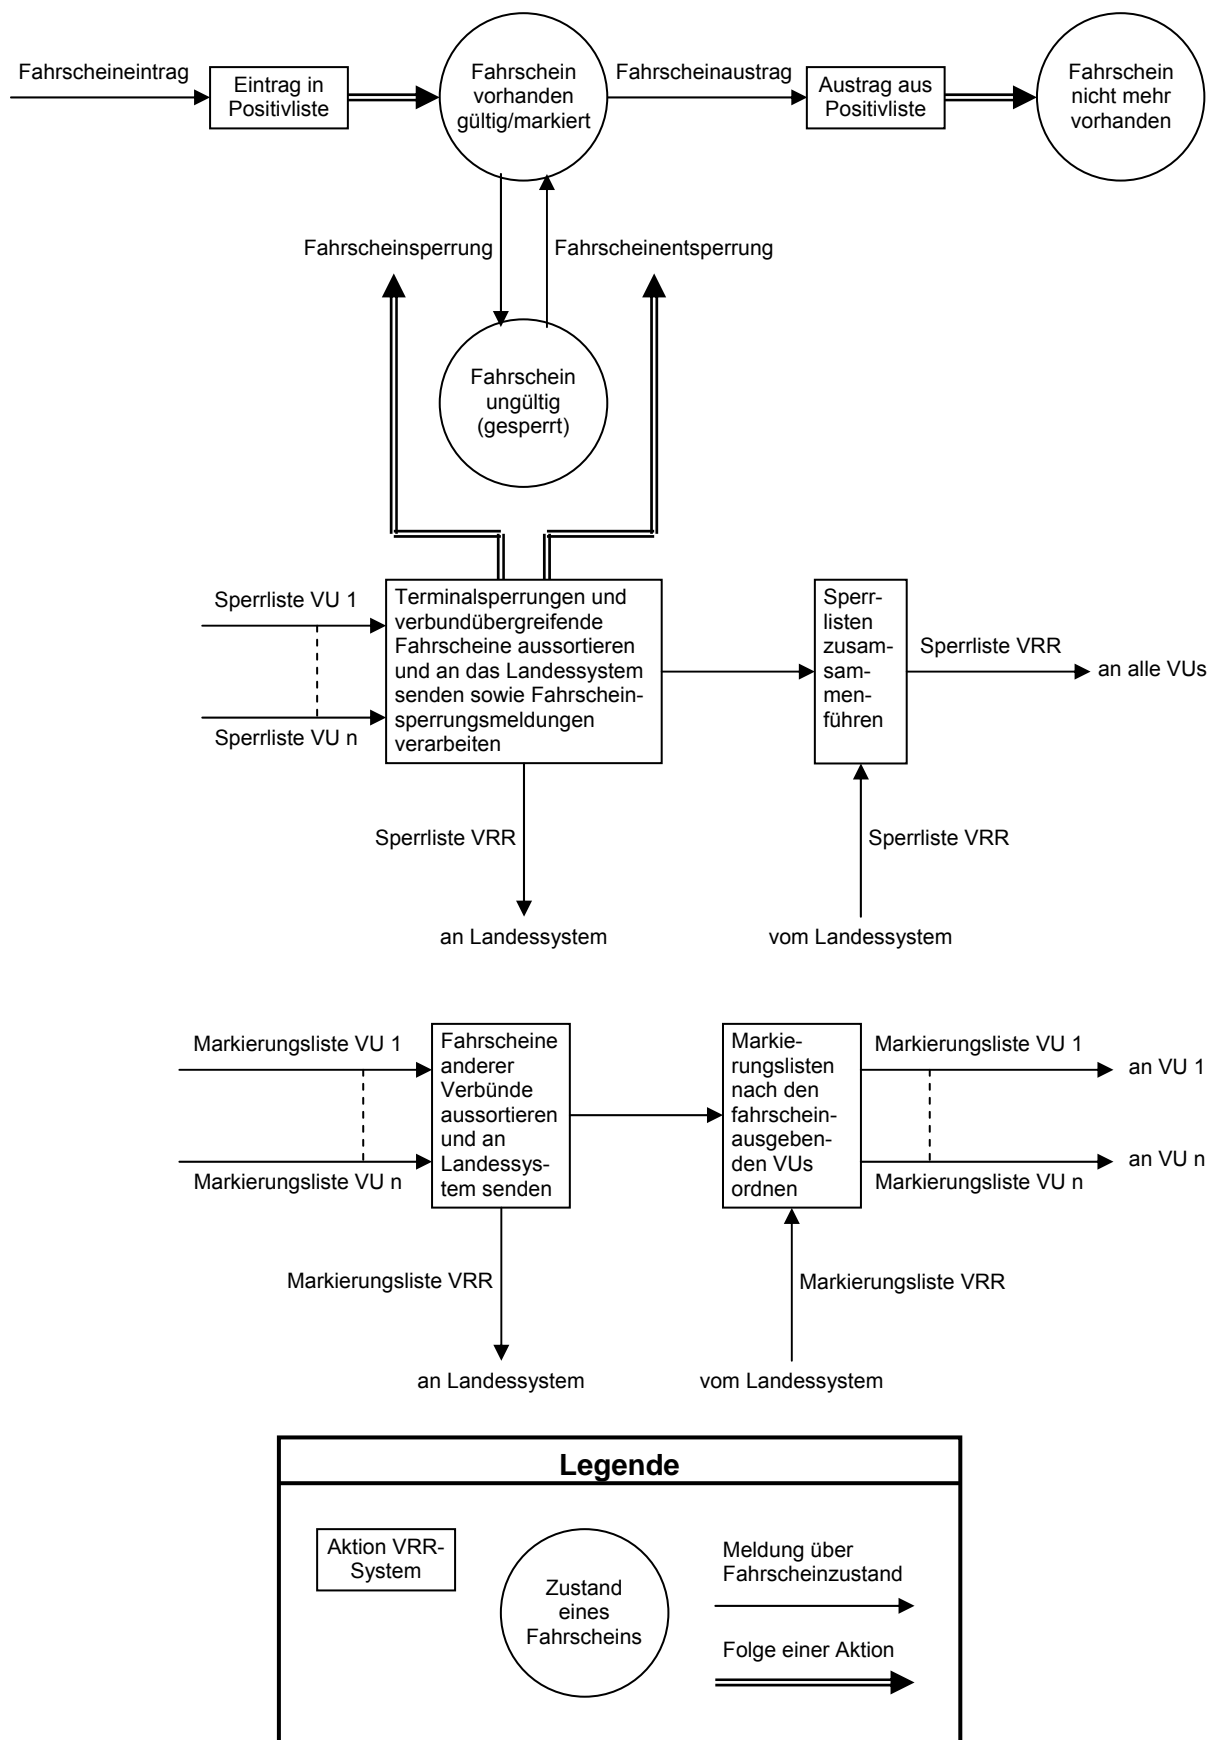 Fahrscheineintrag
Eintrag in
Positivliste
Fahrschein
vorhanden
gültig/markiert
Fahrscheinaustrag
Austrag aus
Positivliste
Fahrschein
nicht mehr
vorhanden
Fahrscheinsperrung
Fahrscheinentsperrung
Fahrschein
ungültig
(gesperrt)
Sperrliste VU 1
Sperrliste VU n
Terminalsperrungen und
verbundübergreifende
Fahrscheine aussortieren
und an das Landessystem
senden sowie Fahrschein-
sperrungsmeldungen
verarbeiten
Sperr-
listen
zusam-
sam-
men-
führen
Sperrliste VRR
an alle VUs
Sperrliste VRR
Sperrliste VRR
an Landessystem
vom Landessystem
Markierungsliste VU 1
Markierungsliste VU n
Fahrscheine
anderer
Verbünde
aussortieren
und an
Landessys-
tem senden
Markie-
rungslisten
nach den
fahrschein-
ausgeben-
den VUs
ordnen
Markierungsliste VU 1
an VU 1
Markierungsliste VU n
an VU n
Markierungsliste VRR
Markierungsliste VRR
an Landessystem
vom Landessystem
Legende
Aktion VRR-
System
Zustand
eines
Fahrscheins
Meldung über
Fahrscheinzustand
Folge einer Aktion